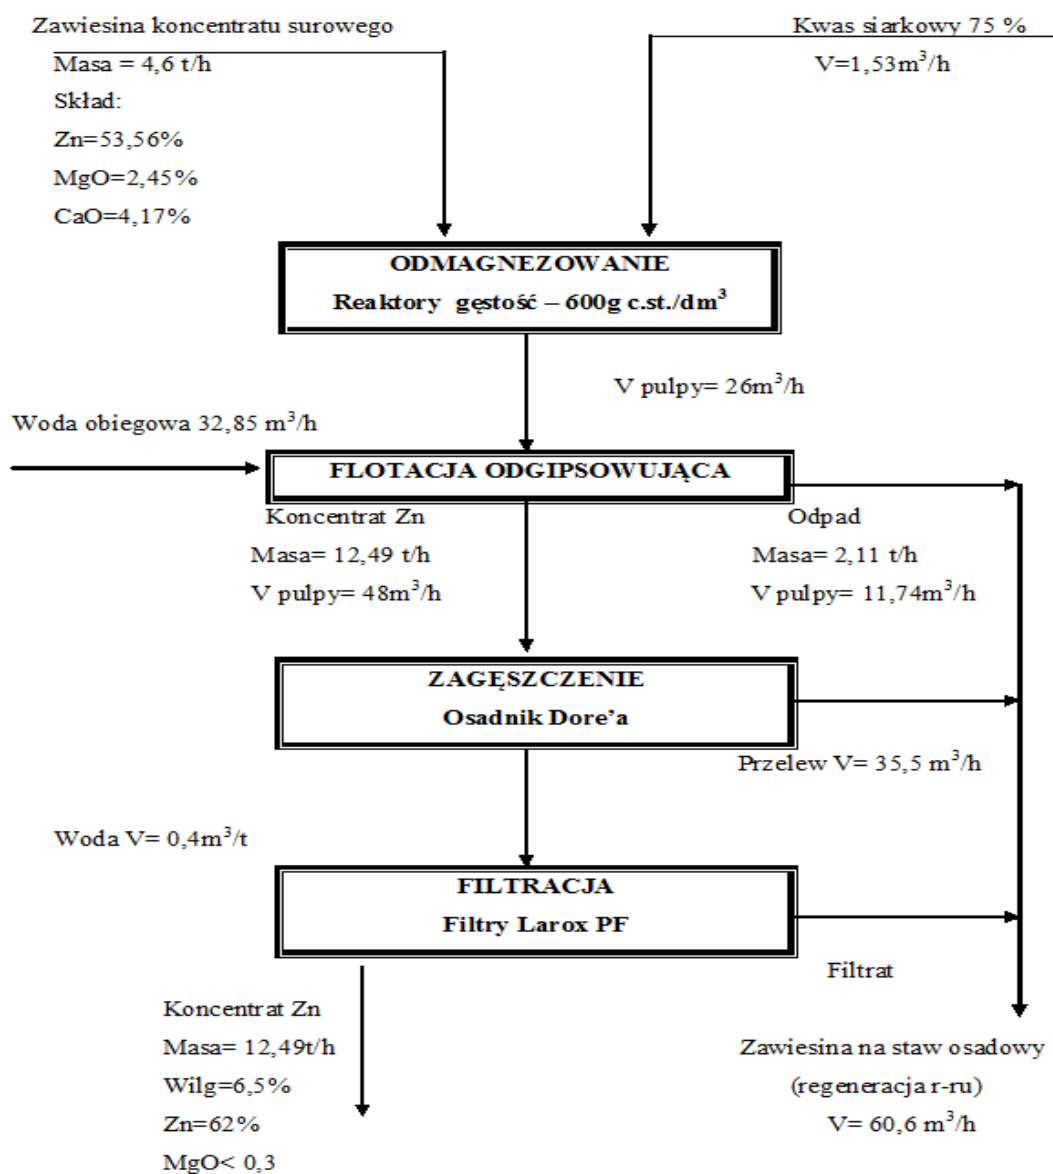 Zawiesina koncentratu surowego
Masa = 4,6 t/h
Skład:
Zn=53,56%
MgO=2,45%
CaO=4,17%
Kwas siarkowy 75 %
V=1,53m³/h
ODMAGNEZOWANIE
Reaktory gęstość – 600g c.st./dm³
V pulpy= 26m³/h
Woda obiegowa 32,85 m³/h
FLOTACJA ODGIPSOWUJĄCA
Koncentrat Zn
Masa= 12,49 t/h
V pulpy= 48m³/h
Odpad
Masa= 2,11 t/h
V pulpy= 11,74m³/h
ZAGĘSZCZENIE
Osadnik Dore’a
Przelew V= 35,5 m³/h
Woda V= 0,4m³/t
FILTRACJA
Filtry Larox PF
Filtrat
Koncentrat Zn
Masa= 12,49t/h
Wilg=6,5%
Zn=62%
MgO< 0,3
Zawiesina na staw osadowy
(regeneracja r-ru)
V= 60,6 m³/h